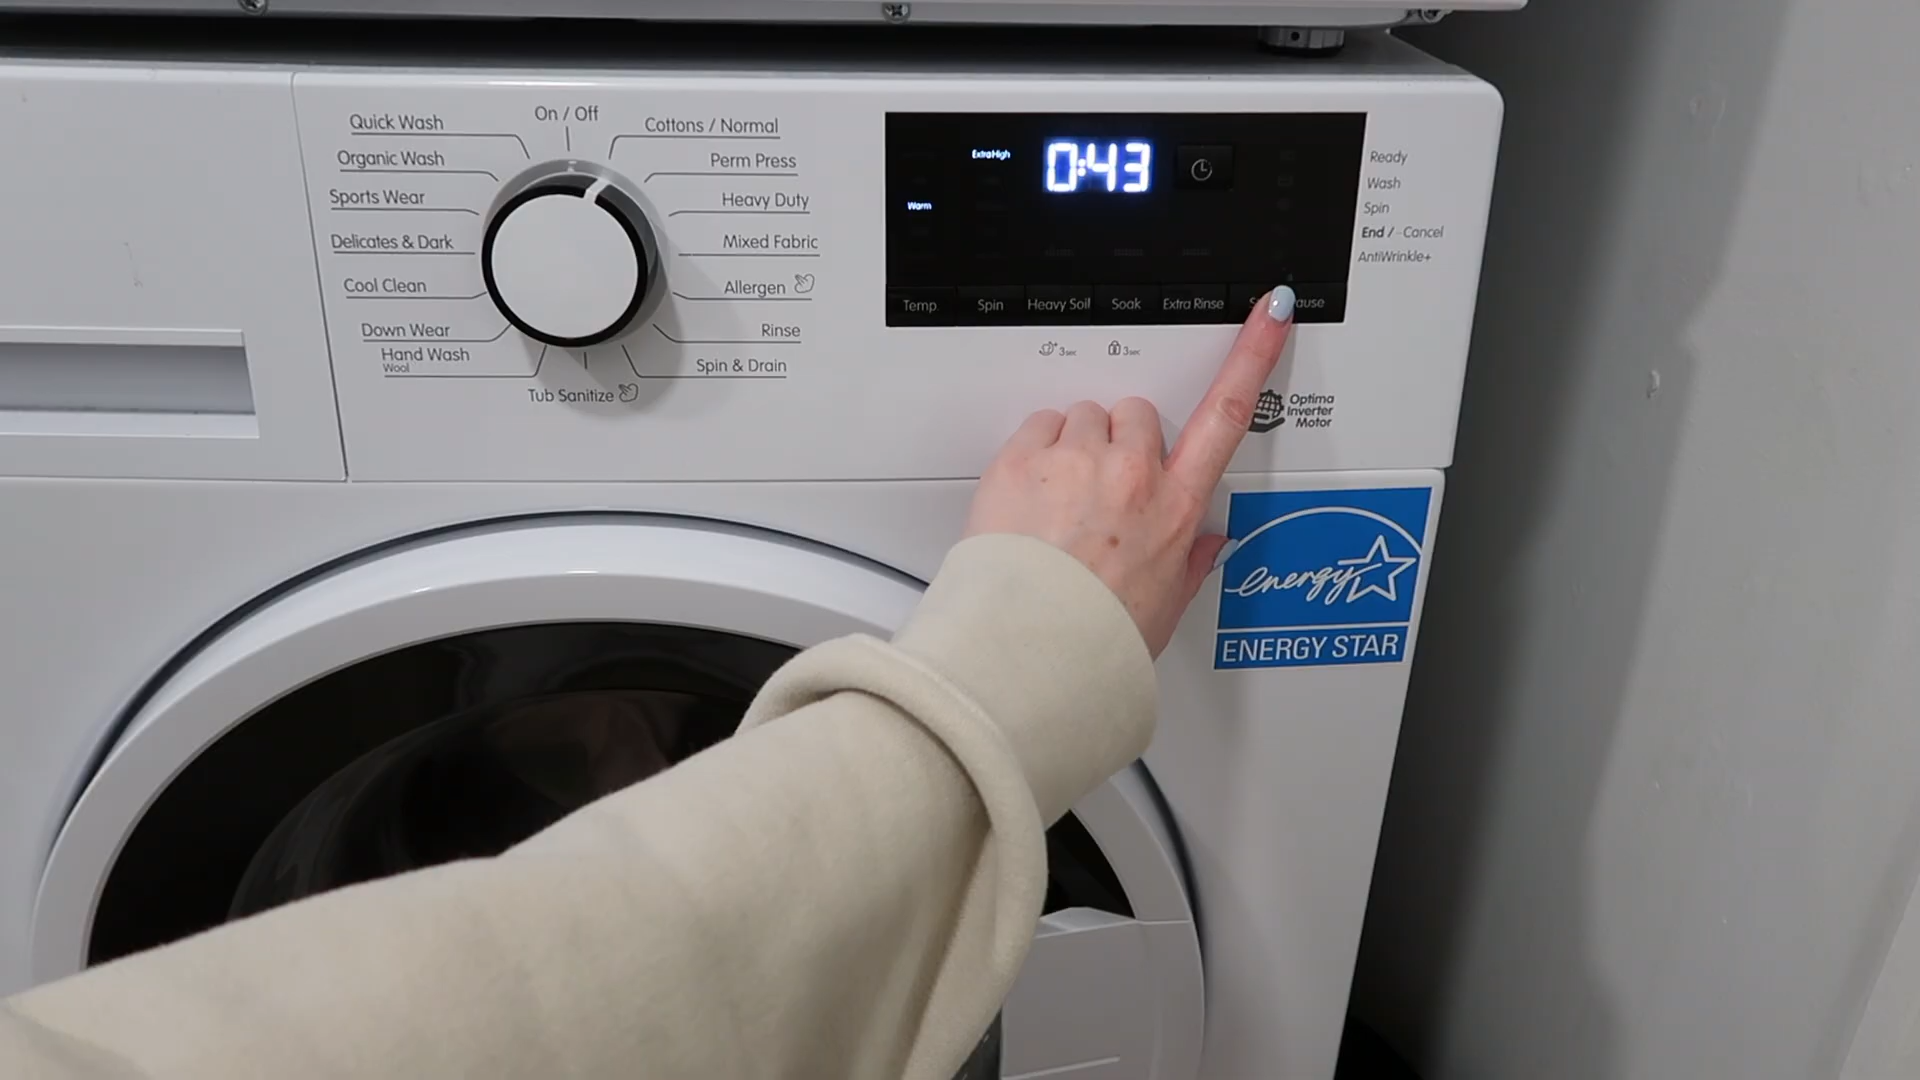 On / Off
Quick Wash
Organic Wash
Sports Wear
Delicates & Dark
Cool Clean
Down Wear
Hand Wash
Wool
Tub Sanitize
Cottons / Normal
Perm Press
Heavy Duty
Mixed Fabric
Allergen
Rinse
Spin & Drain
ExtraHigh
0:43
Warm
Temp.
Spin
Heavy Soil
Soak
Extra Rinse
3sec
3sec
Ready
Wash
Spin
End / Cancel
AntiWrinkle+
Optima
Inverter
Motor
energy
ENERGY STAR